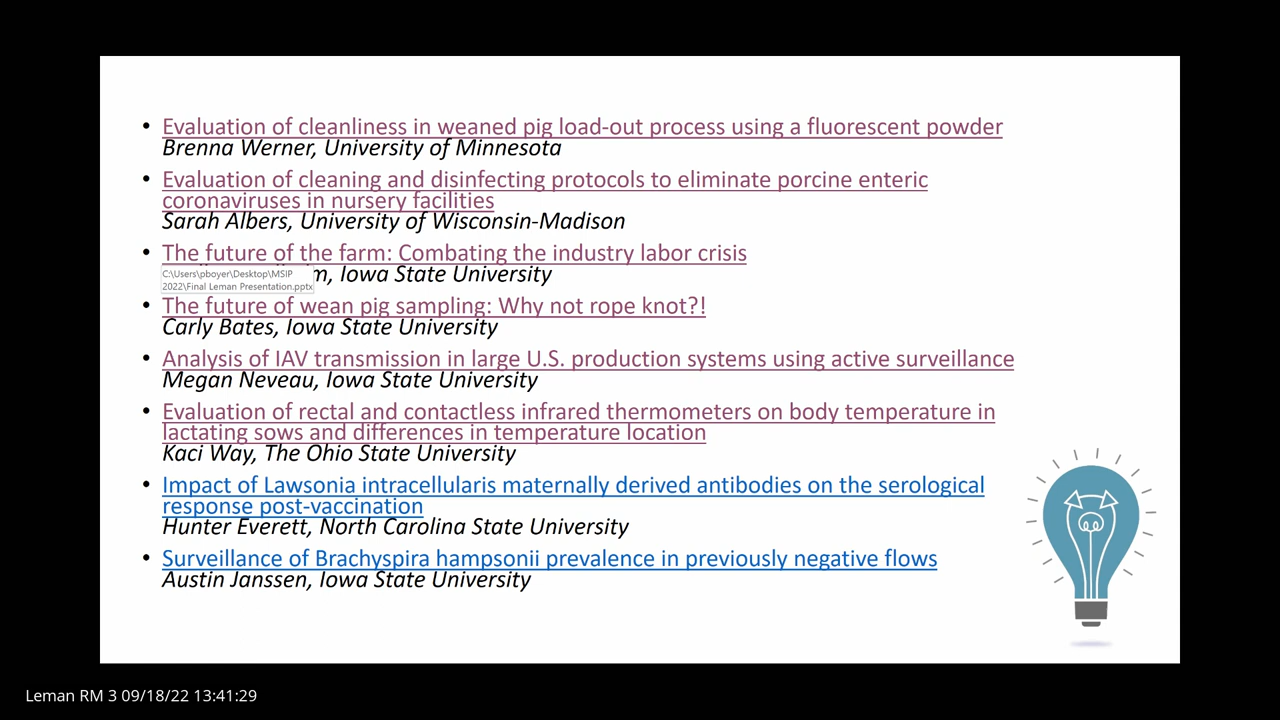 Evaluation of cleanliness in weaned pig load-out process using a fluorescent powder
Brenna Werner, University of Minnesota
Evaluation of cleaning and disinfecting protocols to eliminate porcine enteric
coronaviruses in nursery facilities
Sarah Albers, University of Wisconsin-Madison
The future of the farm: Combating the industry labor crisis
Iowa State University
C:\Users\pboyer\Desktop\MSIP
2022\Final Leman Presentation.pptx
The future of wean pig sampling: Why not rope knot?!
Carly Bates, Iowa State University
Analysis of IAV transmission in large U.S. production systems using active surveillance
Megan Neveau, Iowa State University
Evaluation of rectal and contactless infrared thermometers on body temperature in
lactating sows and differences in temperature location
Kaci Way, The Ohio State University
Impact of Lawsonia intracellularis maternally derived antibodies on the serological
response post-vaccination
Hunter Everett, North Carolina State University
Surveillance of Brachyspira hampsonii prevalence in previously negative flows
Austin Janssen, Iowa State University
Leman RM 3 09/18/22 13:41:29